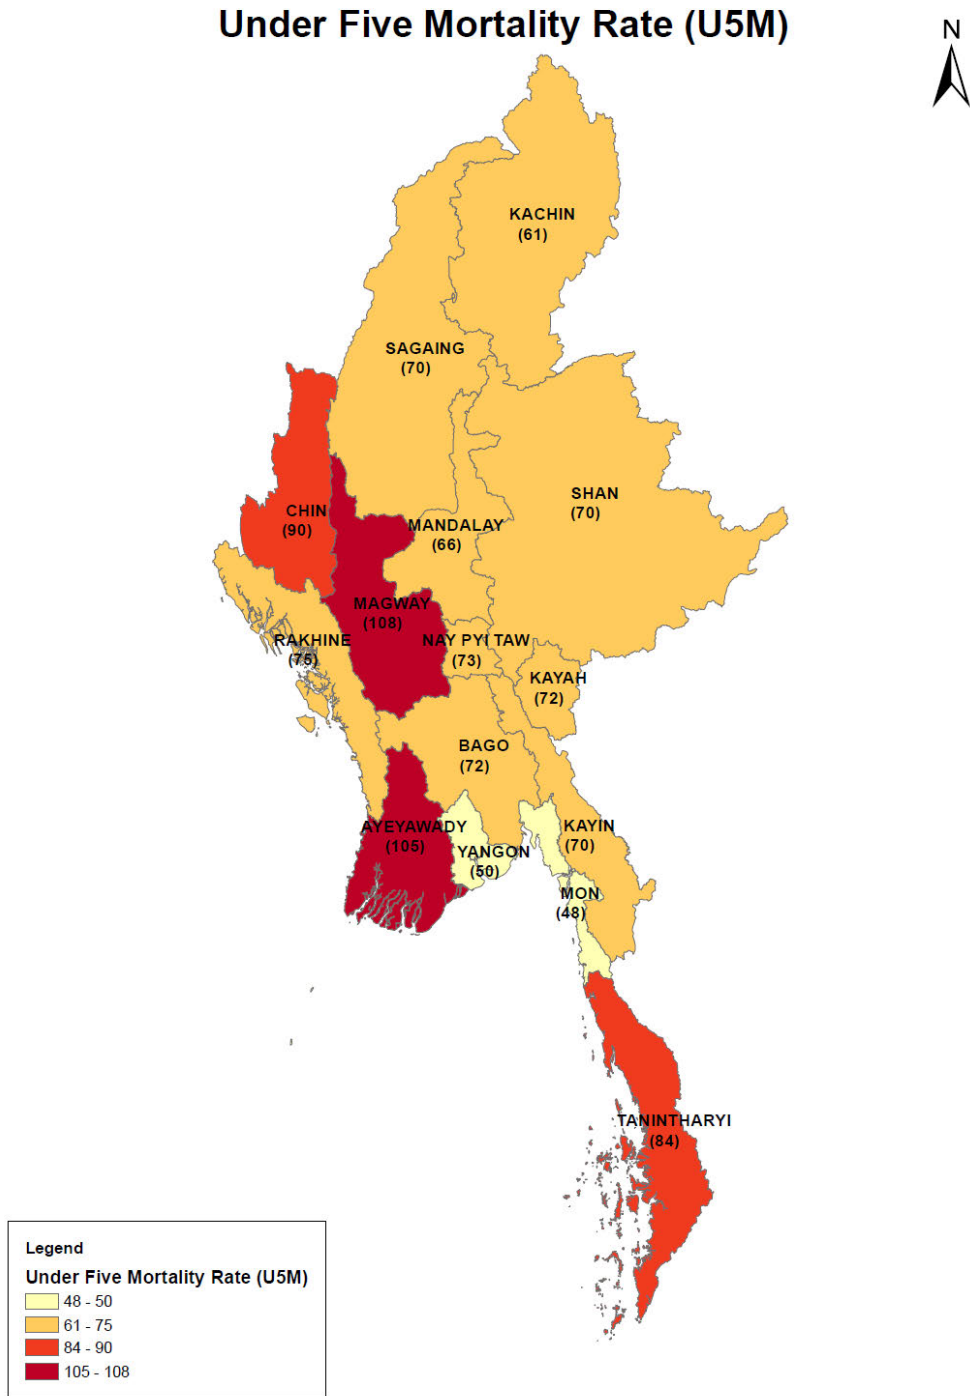 Under Five Mortality Rate (U5M)
N
KACHIN
(61)
SAGAING
(70)
SHAN
(70)
CHIN
(90)
MANDALAY
(66)
MAGWAY
(108)
RAKHINE
(75)
NAY PYI TAW
(73)
KAYAH
(72)
BAGO
(72)
AYEYAWADY
(105)
YANGON
(50)
KAYIN
(70)
MON
(48)
TANINTHARYI
(84)
Legend
Under Five Mortality Rate (U5M)
48 - 50
61 - 75
84 - 90
105 - 108